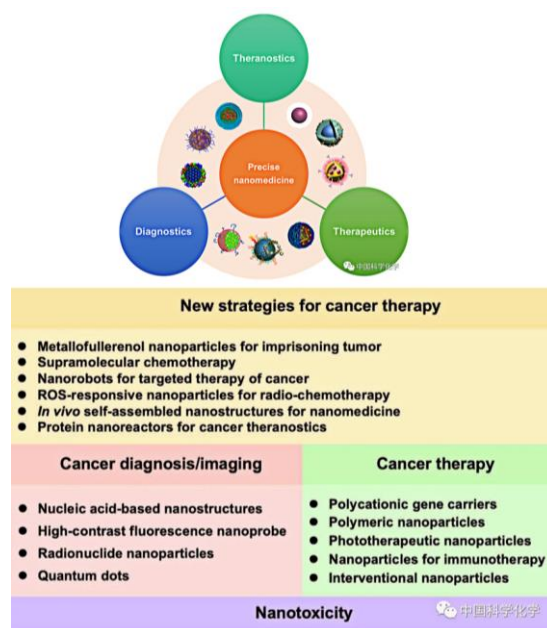 Theranostics
Precise
nanomedicine
Diagnostics
Therapeutics
中国科学化学
New strategies for cancer therapy
● Metallofullerenol nanoparticles for imprisoning tumor
● Supramolecular chemotherapy
● Nanorobots for targeted therapy of cancer
● ROS-responsive nanoparticles for radio-chemotherapy
● In vivo self-assembled nanostructures for nanomedicine
● Protein nanoreactors for cancer theranostics
Cancer diagnosis/imaging
● Nucleic acid-based nanostructures
● High-contrast fluorescence nanoprobe
● Radionuclide nanoparticles
● Quantum dots
Cancer therapy
● Polycationic gene carriers
● Polymeric nanoparticles
● Phototherapeutic nanoparticles
● Nanoparticles for immunotherapy
● Interventional nanoparticles
Nanotoxicity
中国科学化学